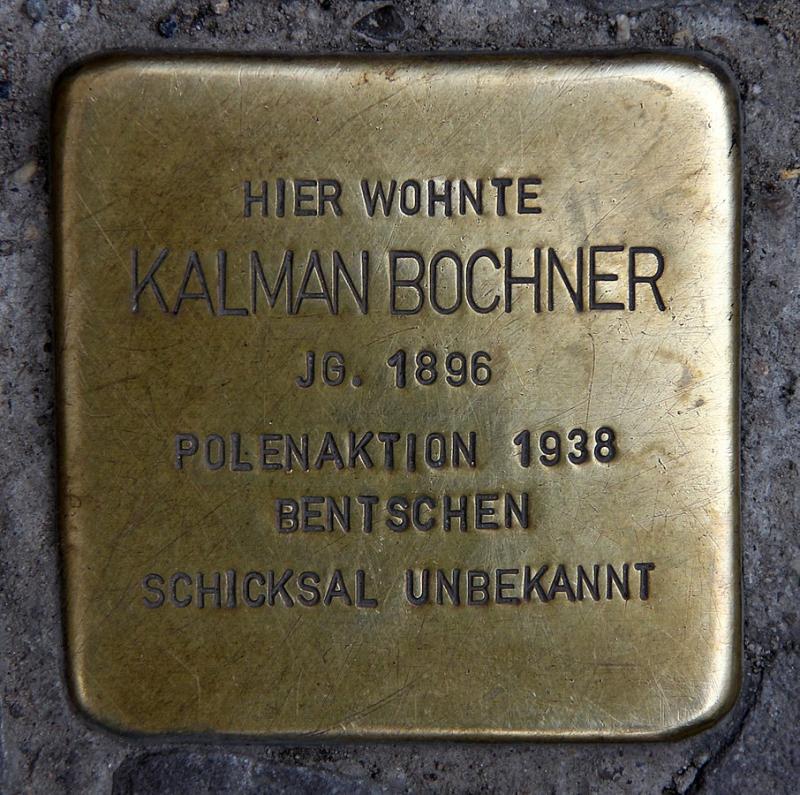 HIER WOHNTE
KALMAN BOCHNER
JG. 1896
POLENAKTION 1938
BENTSCHEN
SCHICKSAL UNBEKANNT